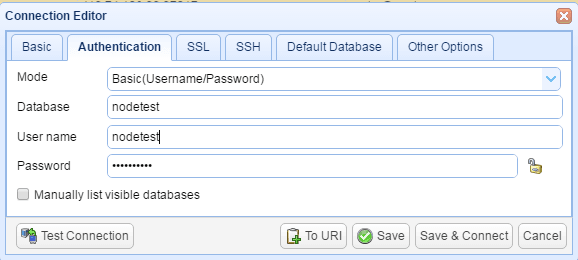 Connection Editor
Basic Authentication SSL SSH Default Database Other Options
Mode Basic(Username/Password)
Database nodetest
User name nodetest
Password ••••••••••
Manually list visible databases
Test Connection To URI Save Save & Connect Cancel